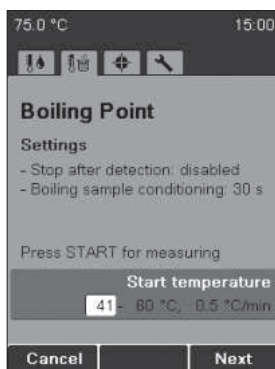 75.0 °C 15:00
Boiling Point
Settings
- Stop after detection: disabled
- Boiling sample conditioning: 30 s
Press START for measuring
Start temperature
41 - 60 °C, 0.5 °C/min
Cancel Next